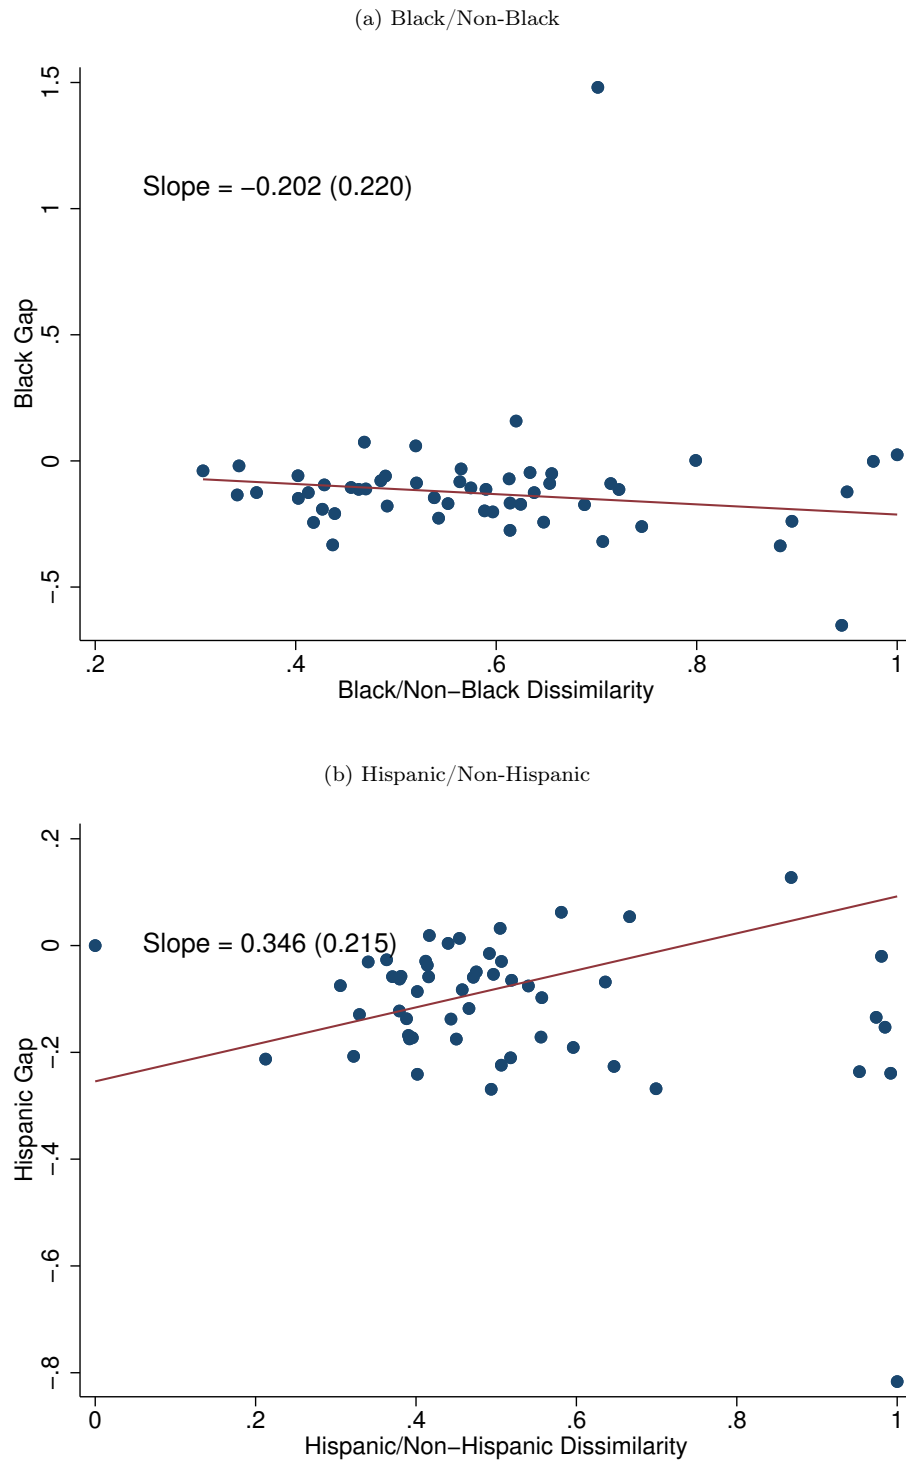 (a) Black/Non-Black
1.5
1
.5
0
−.5
Black Gap
Slope = −0.202 (0.220)
.2 .4 .6 .8 1
Black/Non−Black Dissimilarity
(b) Hispanic/Non-Hispanic
.2
0
−.2
−.4
−.6
−.8
Hispanic Gap
Slope = 0.346 (0.215)
0 .2 .4 .6 .8 1
Hispanic/Non−Hispanic Dissimilarity